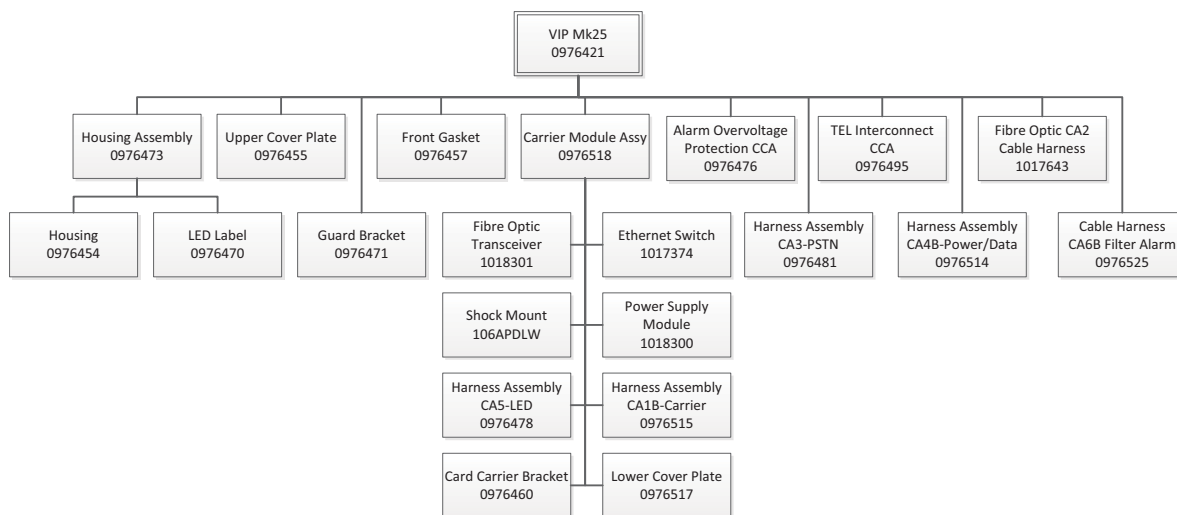 VIP Mk25
0976421
Housing Assembly
0976473
Upper Cover Plate
0976455
Front Gasket
0976457
Carrier Module Assy
0976518
Alarm Overvoltage
Protection CCA
0976476
TEL Interconnect
CCA
0976495
Fibre Optic CA2
Cable Harness
1017643
Housing
0976454
LED Label
0976470
Guard Bracket
0976471
Fibre Optic
Transceiver
1018301
Ethernet Switch
1017374
Harness Assembly
CA3-PSTN
0976481
Harness Assembly
CA4B-Power/Data
0976514
Cable Harness
CA6B Filter Alarm
0976525
Shock Mount
106APDLW
Power Supply
Module
1018300
Harness Assembly
CA5-LED
0976478
Harness Assembly
CA1B-Carrier
0976515
Card Carrier Bracket
0976460
Lower Cover Plate
0976517